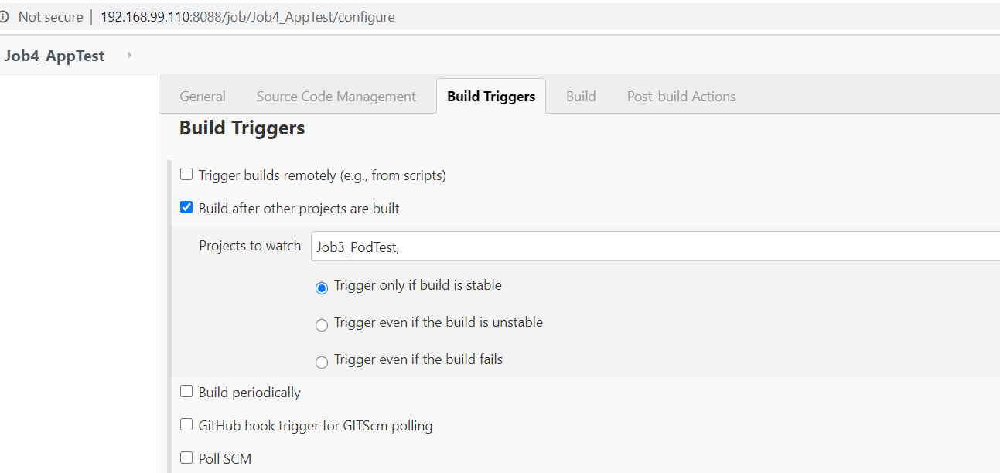 Not secure | 192.168.99.110:8088/job/Job4_AppTest/configure
Job4_AppTest
General Source Code Management Build Triggers Build Post-build Actions
Build Triggers
Trigger builds remotely (e.g., from scripts)
Build after other projects are built
Projects to watch Job3_PodTest,
Trigger only if build is stable
Trigger even if the build is unstable
Trigger even if the build fails
Build periodically
GitHub hook trigger for GITScm polling
Poll SCM